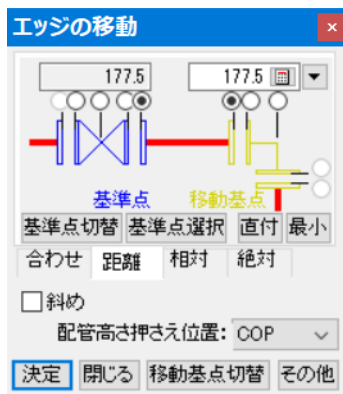 エッジの移動
177.5 177.5
基準点 移動基点
基準点切替 基準点選択 直付 最小
合わせ 距離 相対 絶対
斜め
配管高さ押さえ位置: COP
決定 閉じる 移動基点切替 その他